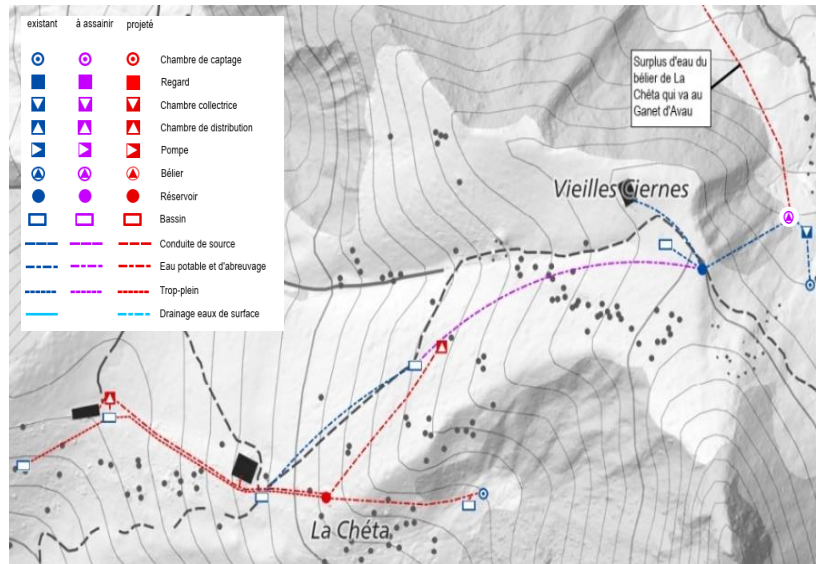 existant à assainir projeté
Chambre de captage
Regard
Chambre collectrice
Chambre de distribution
Pompe
Bélier
Réservoir
Bassin
Conduite de source
Eau potable et d'abreuvage
Trop-plein
Drainage eaux de surface
Surplus d'eau du
bélier de La
Chéta qui va au
Ganet d'Avau
Vieilles Ciernes
La Chéta